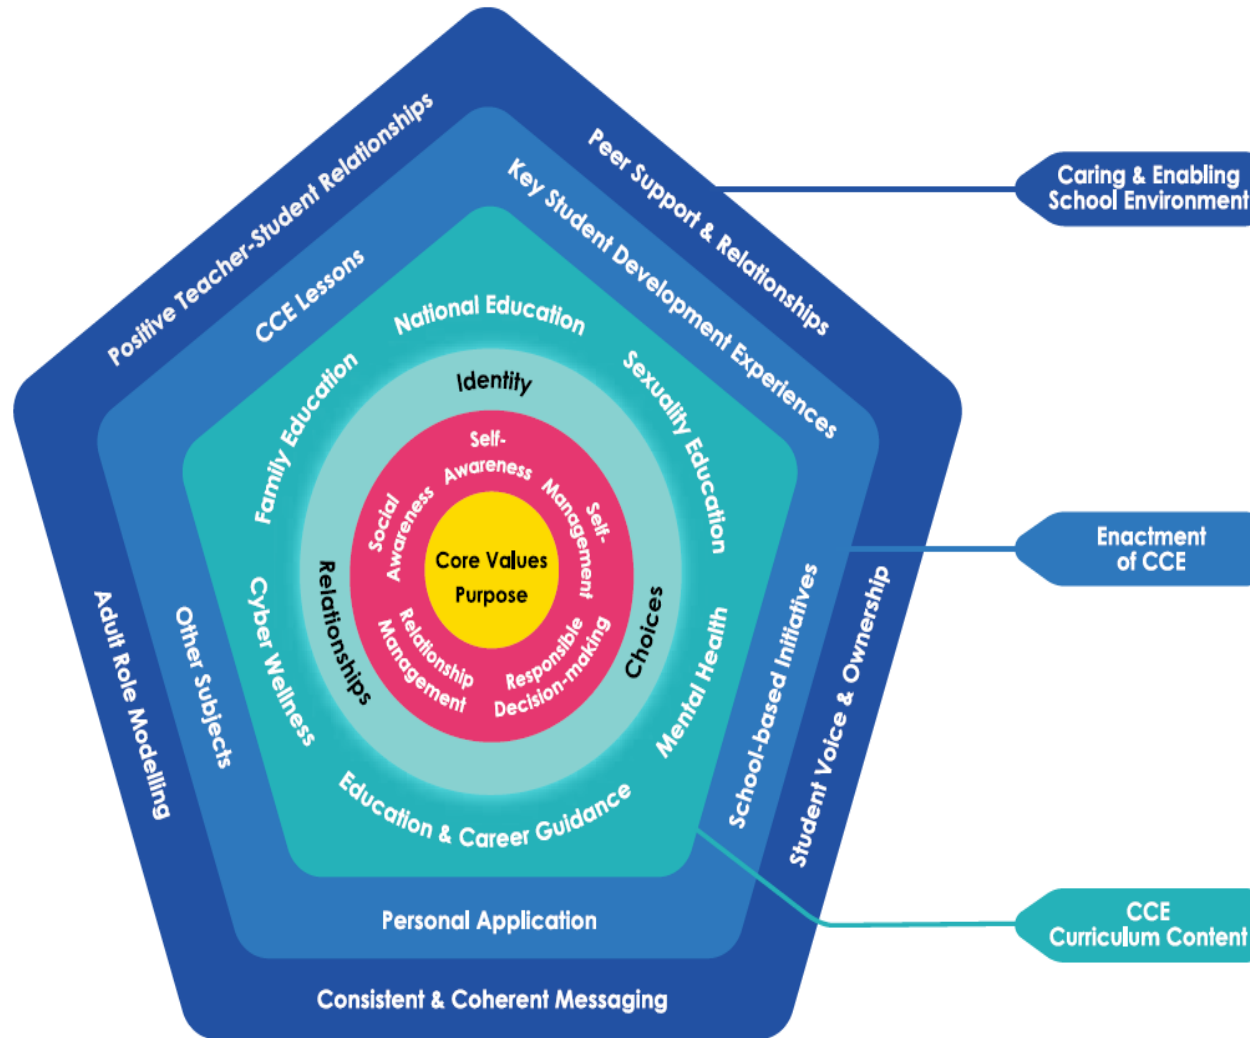 Positive Teacher-Student Relationships
Peer Support & Relationships
Caring & Enabling
School Environment
CCE Lessons
Key Student Development Experiences
National Education
Family Education
Sexuality Education
Identity
Self-
Awareness
Social
Awareness
Self-
Management
Core Values
Purpose
Enactment
of CCE
Relationships
Choices
Relationship
Management
Responsible
Decision-making
Cyber Wellness
Mental Health
Other Subjects
School-based Initiatives
Adult Role Modelling
Student Voice & Ownership
Education & Career Guidance
CCE
Curriculum Content
Personal Application
Consistent & Coherent Messaging